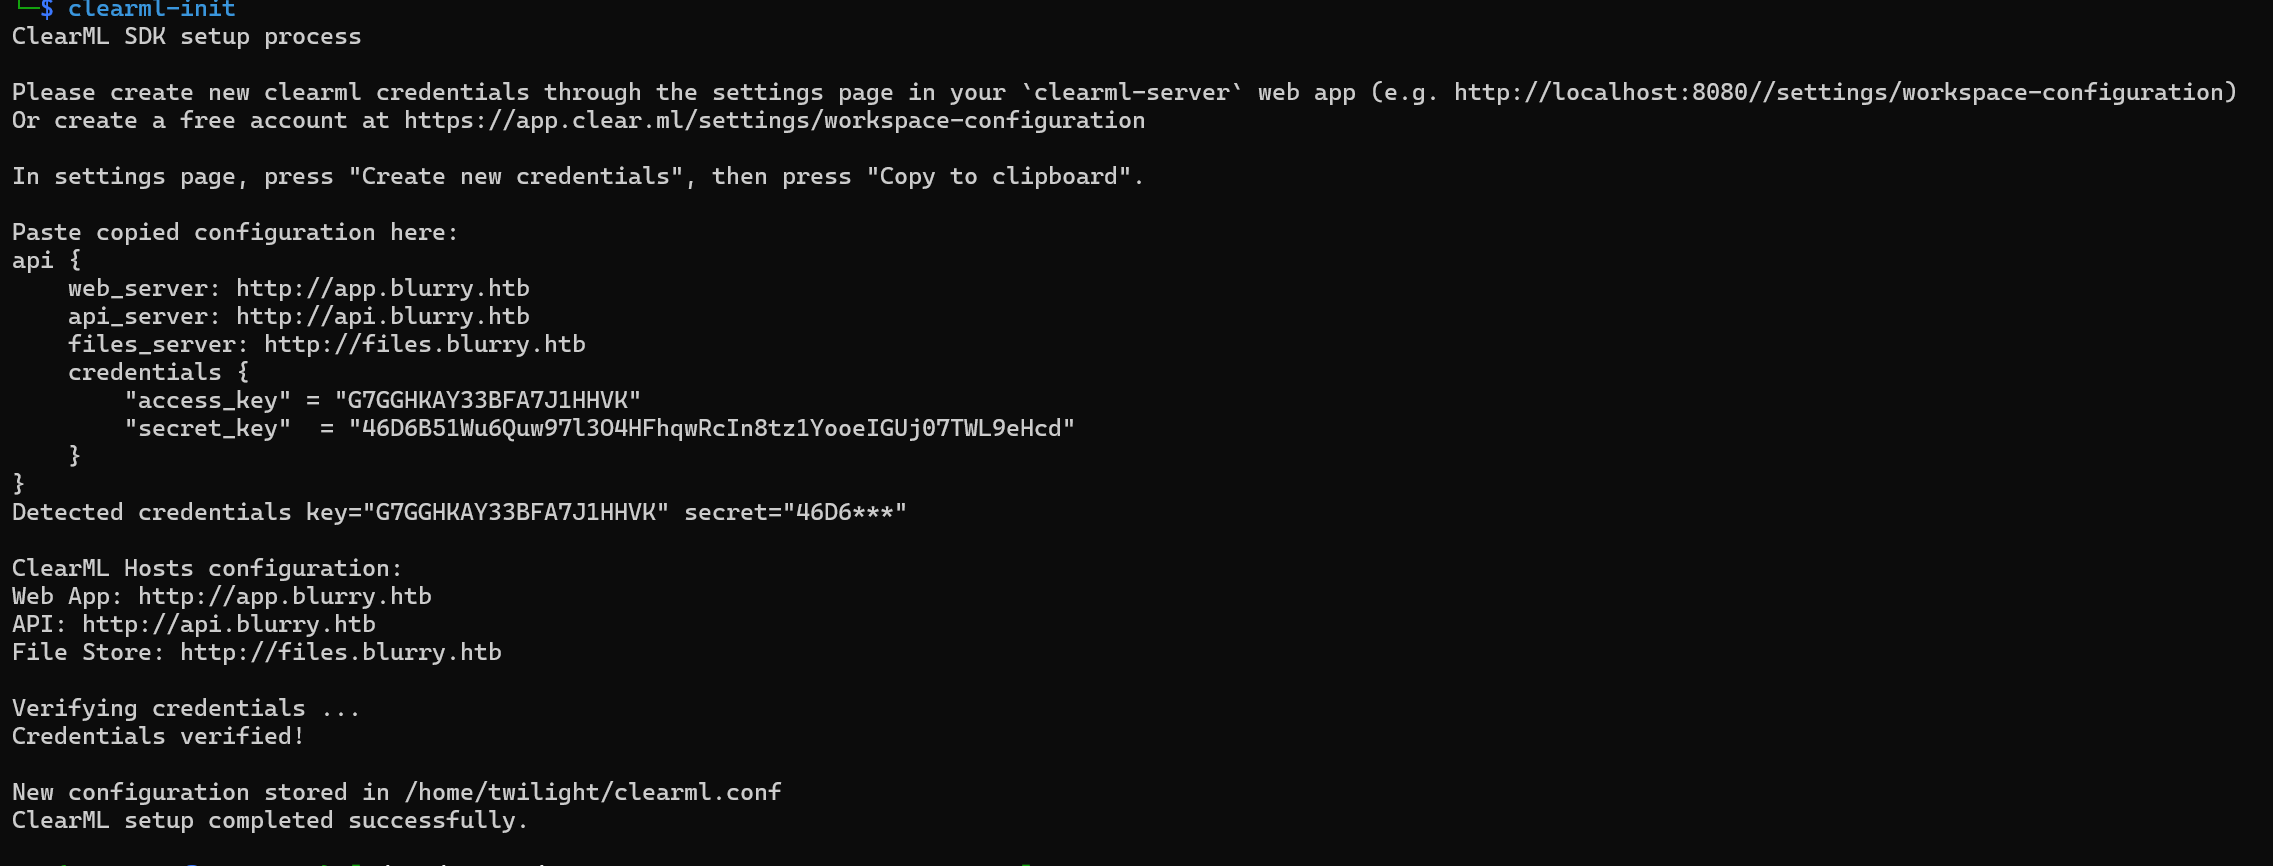 $ clearml-init
ClearML SDK setup process
Please create new clearml credentials through the settings page in your `clearml-server` web app (e.g. http://localhost:8080//settings/workspace-configuration)
Or create a free account at https://app.clear.ml/settings/workspace-configuration
In settings page, press "Create new credentials", then press "Copy to clipboard".
Paste copied configuration here:
api {
    web_server: http://app.blurry.htb
    api_server: http://api.blurry.htb
    files_server: http://files.blurry.htb
    credentials {
        "access_key" = "G7GGHKAY33BFA7J1HHVK"
        "secret_key"  = "46D6B51Wu6Quw97l3O4HFhqwRcIn8tz1YooeIGUj07TWL9eHcd"
    }
}
Detected credentials key="G7GGHKAY33BFA7J1HHVK" secret="46D6***"
ClearML Hosts configuration:
Web App: http://app.blurry.htb
API: http://api.blurry.htb
File Store: http://files.blurry.htb
Verifying credentials ...
Credentials verified!
New configuration stored in /home/twilight/clearml.conf
ClearML setup completed successfully.